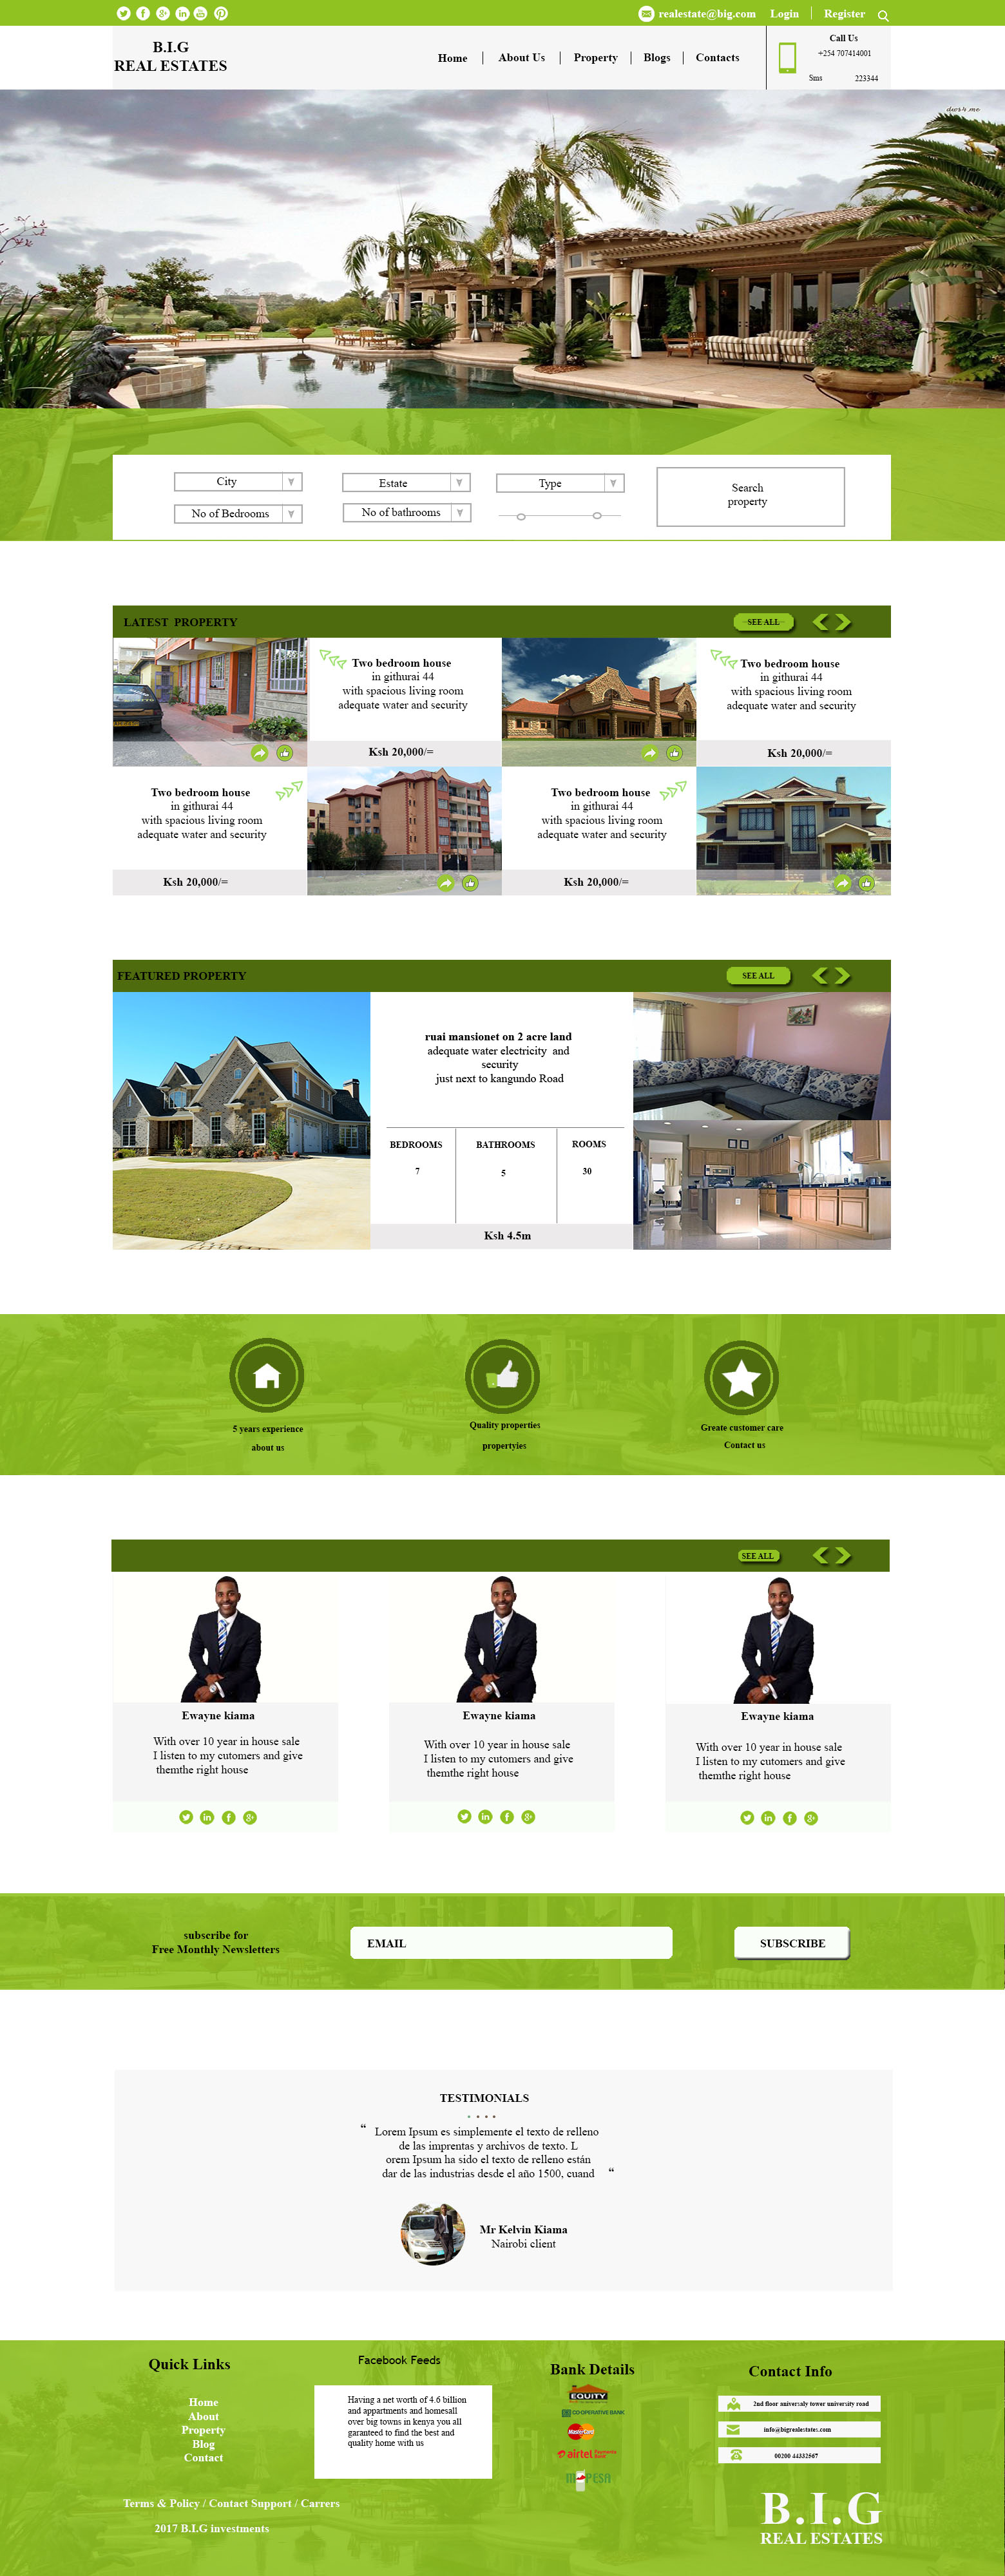 realestate@big.com Login Register
B.I.G
REAL ESTATES
Home About Us Property Blogs Contacts
Call Us
+254 707414001
Sms 223344
City Estate Type
Search
property
No of Bedrooms No of bathrooms
LATEST PROPERTY SEE ALL
Two bedroom house
in githurai 44
with spacious living room
adequate water and security
Ksh 20,000/=
Two bedroom house
in githurai 44
with spacious living room
adequate water and security
Ksh 20,000/=
Two bedroom house
in githurai 44
with spacious living room
adequate water and security
Ksh 20,000/=
Two bedroom house
in githurai 44
with spacious living room
adequate water and security
Ksh 20,000/=
FEATURED PROPERTY SEE ALL
ruai mansionet on 2 acre land
adequate water electricity and
security
just next to kangundo Road
BEDROOMS BATHROOMS ROOMS
7 5 30
Ksh 4.5m
5 years experience
about us
Quality properties
propertyies
Greate customer care
Contact us
SEE ALL
Ewayne kiama
With over 10 year in house sale
I listen to my cutomers and give
themthe right house
Ewayne kiama
With over 10 year in house sale
I listen to my cutomers and give
themthe right house
Ewayne kiama
With over 10 year in house sale
I listen to my cutomers and give
themthe right house
subscribe for
Free Monthly Newsletters
EMAIL
SUBSCRIBE
TESTIMONIALS
“ Lorem Ipsum es simplemente el texto de relleno
de las imprentas y archivos de texto. L
orem Ipsum ha sido el texto de relleno están
dar de las industrias desde el año 1500, cuand “
Mr Kelvin Kiama
Nairobi client
Quick Links
Home
About
Property
Blog
Contact
Facebook Feeds
Having a net worth of 4.6 billion
and appartments and homesall
over big towns in kenya you all
garanteed to find the best and
quality home with us
Bank Details
EQUITY
CO-OPERATIVE BANK
MasterCard
airtel
M PESA
Contact Info
2nd floor aniversaly tower university road
info@bigrealestates.com
00200 44332567
Terms & Policy / Contact Support / Carrers
2017 B.I.G investments
B.I.G
REAL ESTATES